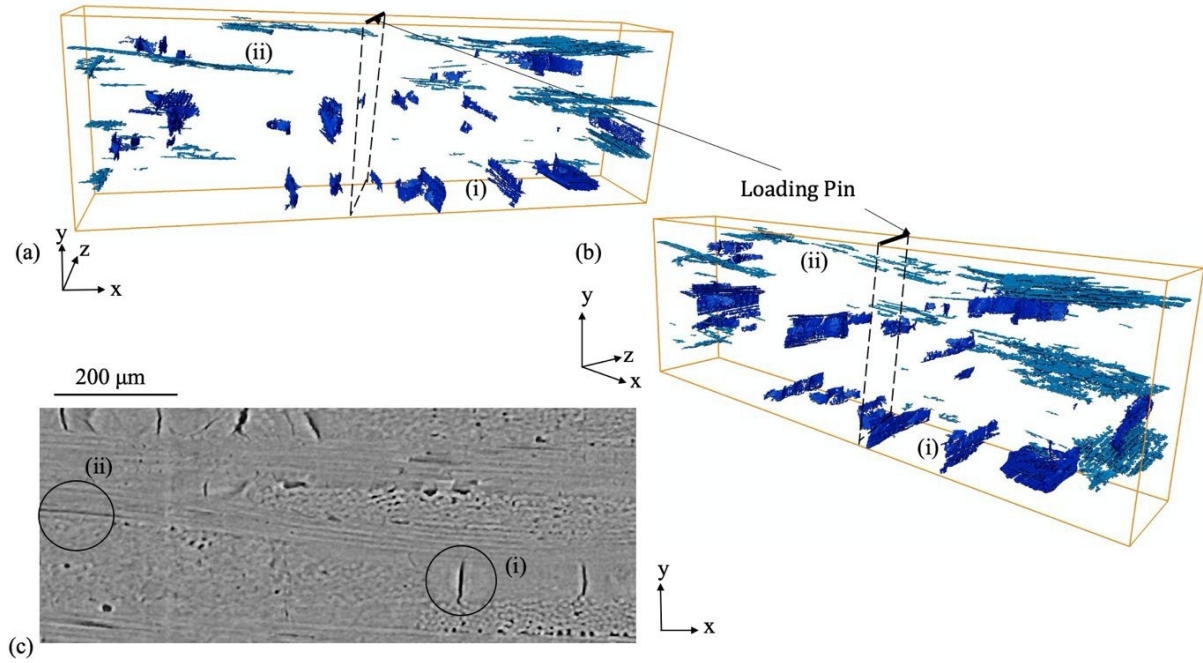 (ii)
(i)
Loading Pin
(a)
y
z
x
(b)
(ii)
(i)
y
z
x
200 μm
(ii)
(i)
y
x
(c)